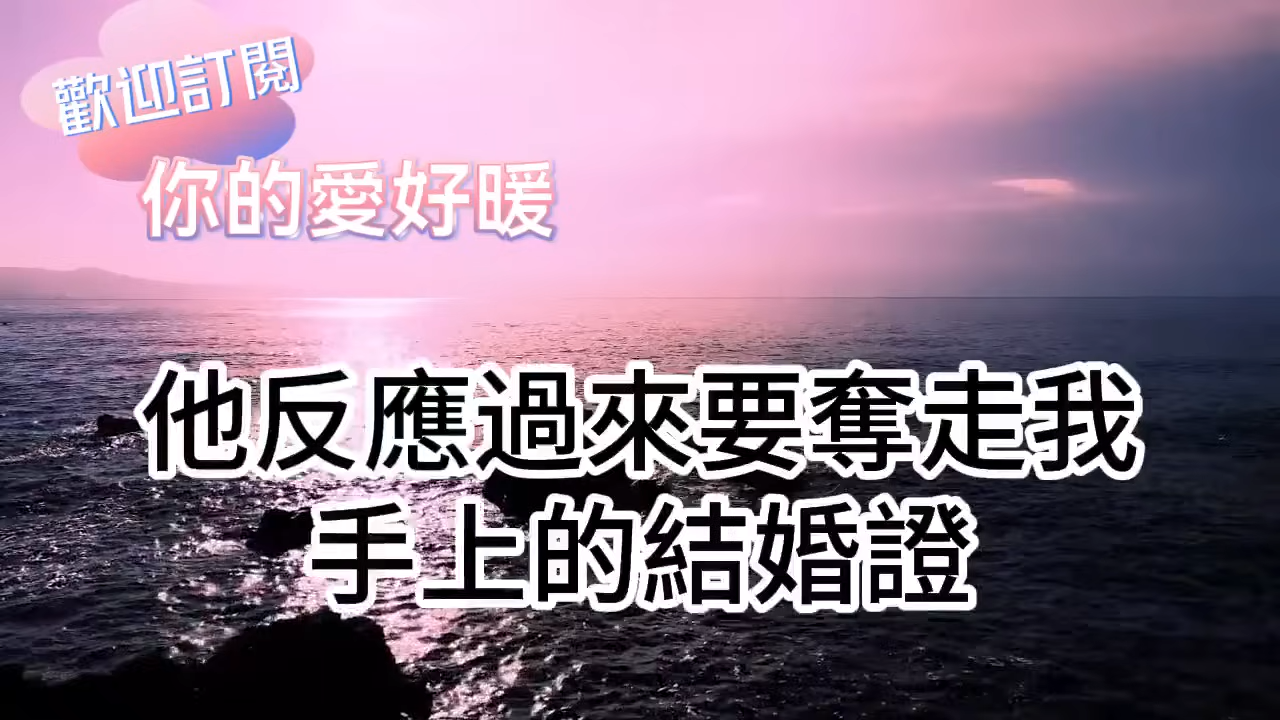 歡迎訂閱
你的愛好暖
他反應過來要奪走我
手上的結婚證